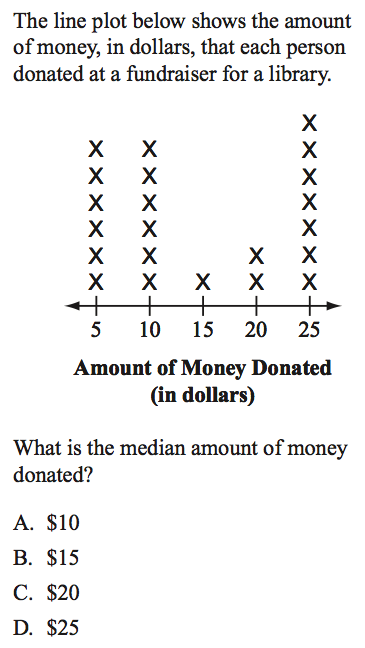 The line plot below shows the amount
of money, in dollars, that each person
donated at a fundraiser for a library.
X
X X X
X X X
X X X
X X X
X X X X
X X X X X
5 10 15 20 25
Amount of Money Donated
(in dollars)
What is the median amount of money
donated?
A. $10
B. $15
C. $20
D. $25